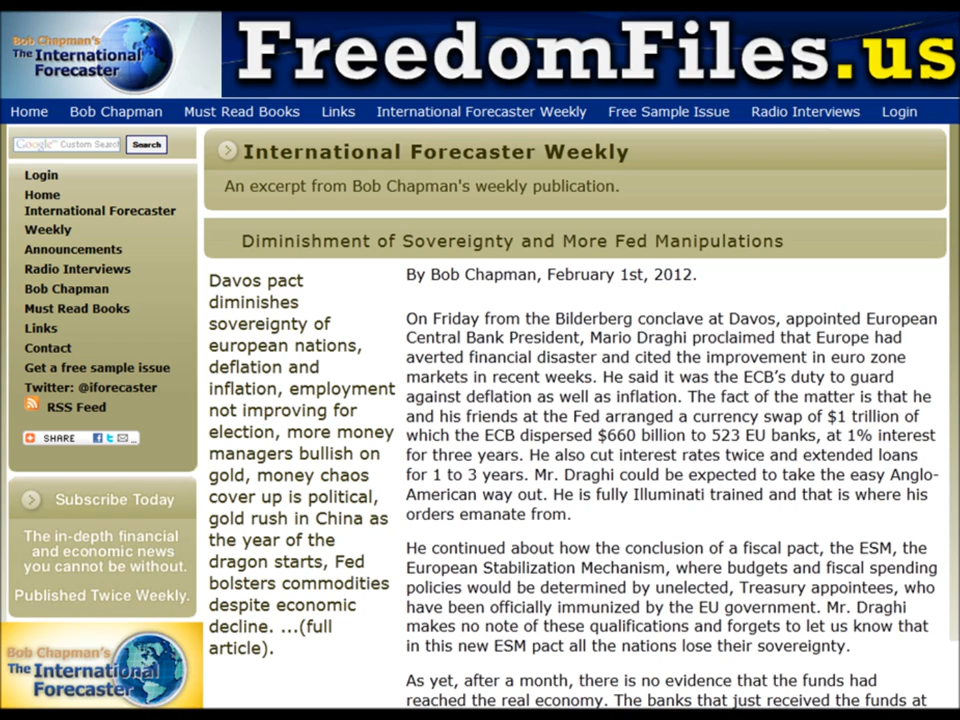 Bob Chapman's
The International
Forecaster
FreedomFiles.us
Home Bob Chapman Must Read Books Links International Forecaster Weekly Free Sample Issue Radio Interviews Login
Google™ Custom Search Search
Login
Home
International Forecaster
Weekly
Announcements
Radio Interviews
Bob Chapman
Must Read Books
Links
Contact
Get a free sample issue
Twitter: @iforecaster
RSS Feed
SHARE
Subscribe Today
The in-depth financial
and economic news
you cannot be without.
Published Twice Weekly.
Bob Chapman's
The International
Forecaster
International Forecaster Weekly
An excerpt from Bob Chapman's weekly publication.
Diminishment of Sovereignty and More Fed Manipulations
Davos pact
diminishes
sovereignty of
european nations,
deflation and
inflation, employment
not improving for
election, more money
managers bullish on
gold, money chaos
cover up is political,
gold rush in China as
the year of the
dragon starts, Fed
bolsters commodities
despite economic
decline. ...(full
article).
By Bob Chapman, February 1st, 2012.
On Friday from the Bilderberg conclave at Davos, appointed European
Central Bank President, Mario Draghi proclaimed that Europe had
averted financial disaster and cited the improvement in euro zone
markets in recent weeks. He said it was the ECB’s duty to guard
against deflation as well as inflation. The fact of the matter is that he
and his friends at the Fed arranged a currency swap of $1 trillion of
which the ECB dispersed $660 billion to 523 EU banks, at 1% interest
for three years. He also cut interest rates twice and extended loans
for 1 to 3 years. Mr. Draghi could be expected to take the easy Anglo-
American way out. He is fully Illuminati trained and that is where his
orders emanate from.
He continued about how the conclusion of a fiscal pact, the ESM, the
European Stabilization Mechanism, where budgets and fiscal spending
policies would be determined by unelected, Treasury appointees, who
have been officially immunized by the EU government. Mr. Draghi
makes no note of these qualifications and forgets to let us know that
in this new ESM pact all the nations lose their sovereignty.
As yet, after a month, there is no evidence that the funds had
reached the real economy. The banks that just received the funds at